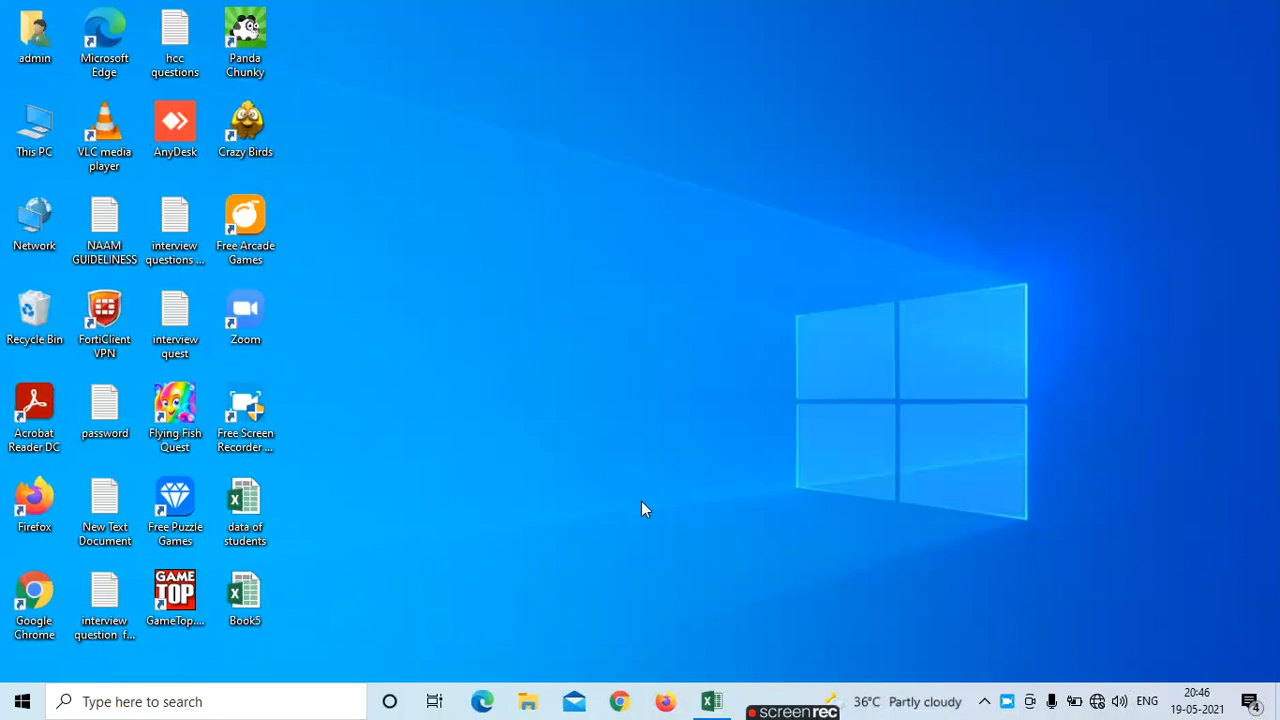 admin
Microsoft
Edge
hcc
questions
Panda
Chunky
This PC
VLC media
player
AnyDesk
Crazy Birds
Network
NAAM
GUIDELINESS
interview
questions ...
Free Arcade
Games
Recycle Bin
FortiClient
VPN
interview
quest
Zoom
Acrobat
Reader DC
password
Flying Fish
Quest
Free Screen
Recorder ...
Firefox
New Text
Document
Free Puzzle
Games
data of
students
Google
Chrome
interview
question f...
GAME
TOP
GameTop....
Book5
Type here to search
36°C Partly cloudy
ENG
20:46
19-05-2021
4
screenrec